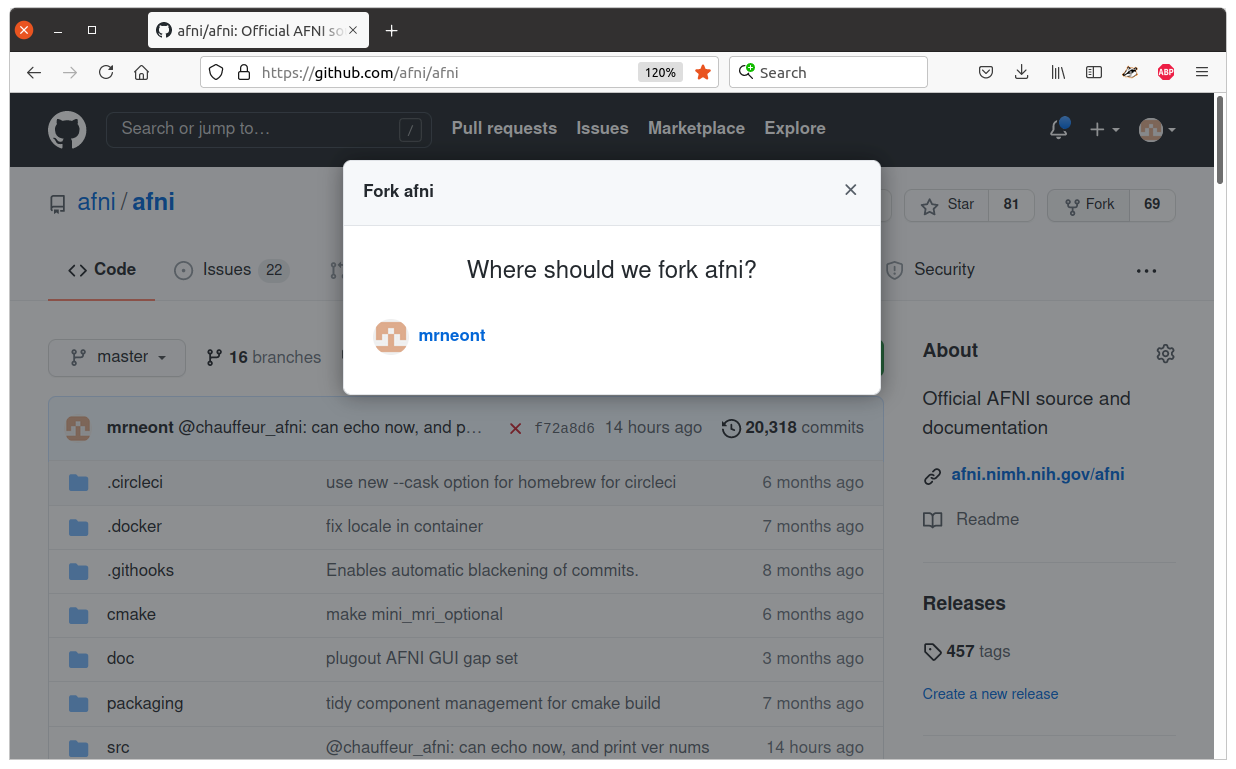 afni/afni: Official AFNI so
https://github.com/afni/afni 120% Search ABP
Search or jump to… / Pull requests Issues Marketplace Explore
Fork afni
afni / afni Star 81 Fork 69
Where should we fork afni?
Code Issues 22 Security
mrneont
master 16 branches
About
Official AFNI source and
documentation
mrneont @chauffeur_afni: can echo now, and p… f72a8d6 14 hours ago 20,318 commits
afni.nimh.nih.gov/afni
.circleci use new --cask option for homebrew for circleci 6 months ago
Readme
.docker fix locale in container 7 months ago
.githooks Enables automatic blackening of commits. 8 months ago
Releases
cmake make mini_mri_optional 6 months ago
457 tags
doc plugout AFNI GUI gap set 3 months ago
Create a new release
packaging tidy component management for cmake build 7 months ago
src @chauffeur_afni: can echo now, and print ver nums 14 hours ago